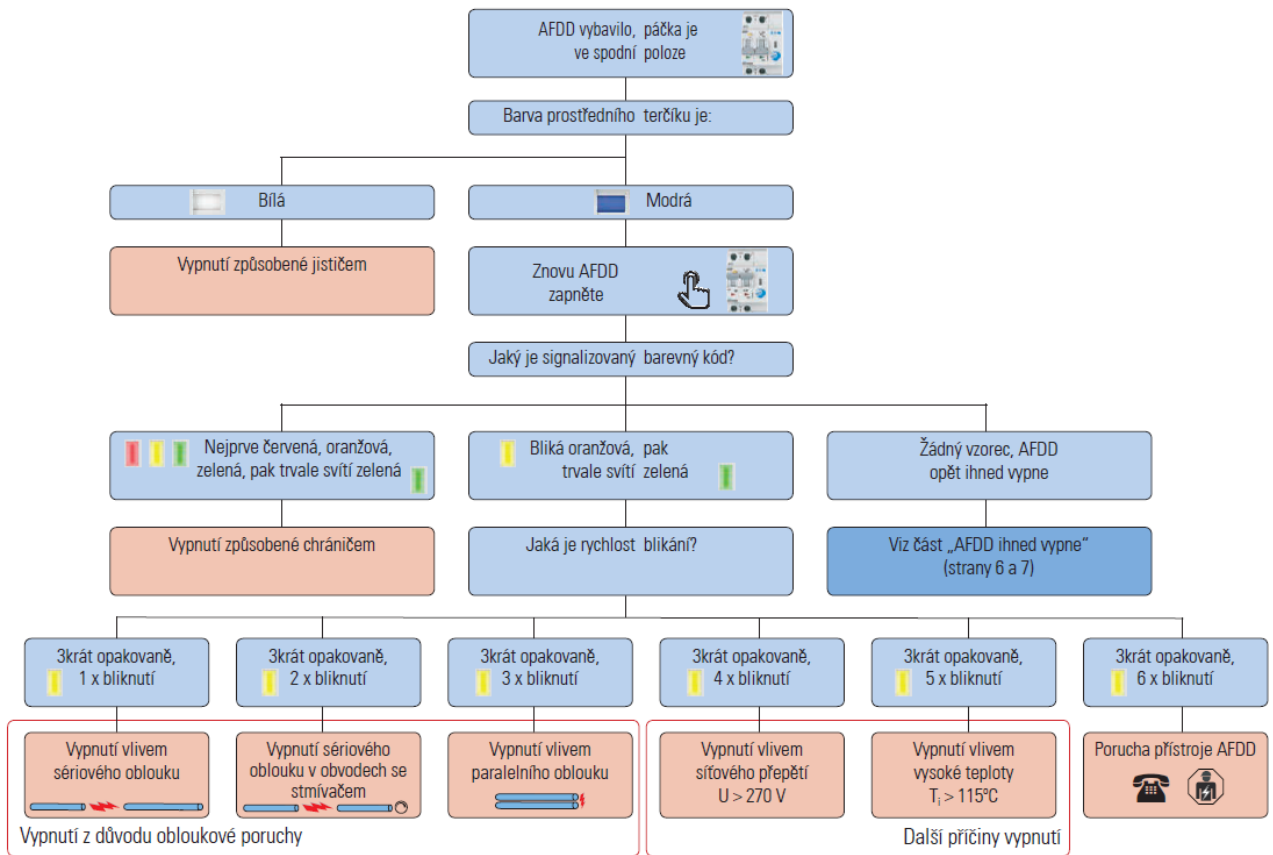 AFDD vybavilo, páčka je
ve spodní poloze
Barva prostředního terčíku je:
Bílá
Modrá
Vypnutí způsobené jističem
Znovu AFDD
zapněte
Jaký je signalizovaný barevný kód?
Nejprve červená, oranžová,
zelená, pak trvale svítí zelená
Bliká oranžová, pak
trvale svítí zelená
Žádný vzorec, AFDD
opět ihned vypne
Vypnutí způsobené chráničem
Jaká je rychlost blikání?
Viz část „AFDD ihned vypne“
(strany 6 a 7)
3krát opakovaně,
1 x bliknutí
3krát opakovaně,
2 x bliknutí
3krát opakovaně,
3 x bliknutí
3krát opakovaně,
4 x bliknutí
3krát opakovaně,
5 x bliknutí
3krát opakovaně,
6 x bliknutí
Vypnutí vlivem
sériového oblouku
Vypnutí sériového
oblouku v obvodech se
stmívačem
Vypnutí vlivem
paralelního oblouku
Vypnutí vlivem
síťového přepětí
U > 270 V
Vypnutí vlivem
vysoké teploty
Ti > 115°C
Porucha přístroje AFDD
Vypnutí z důvodu obloukové poruchy
Další příčiny vypnutí